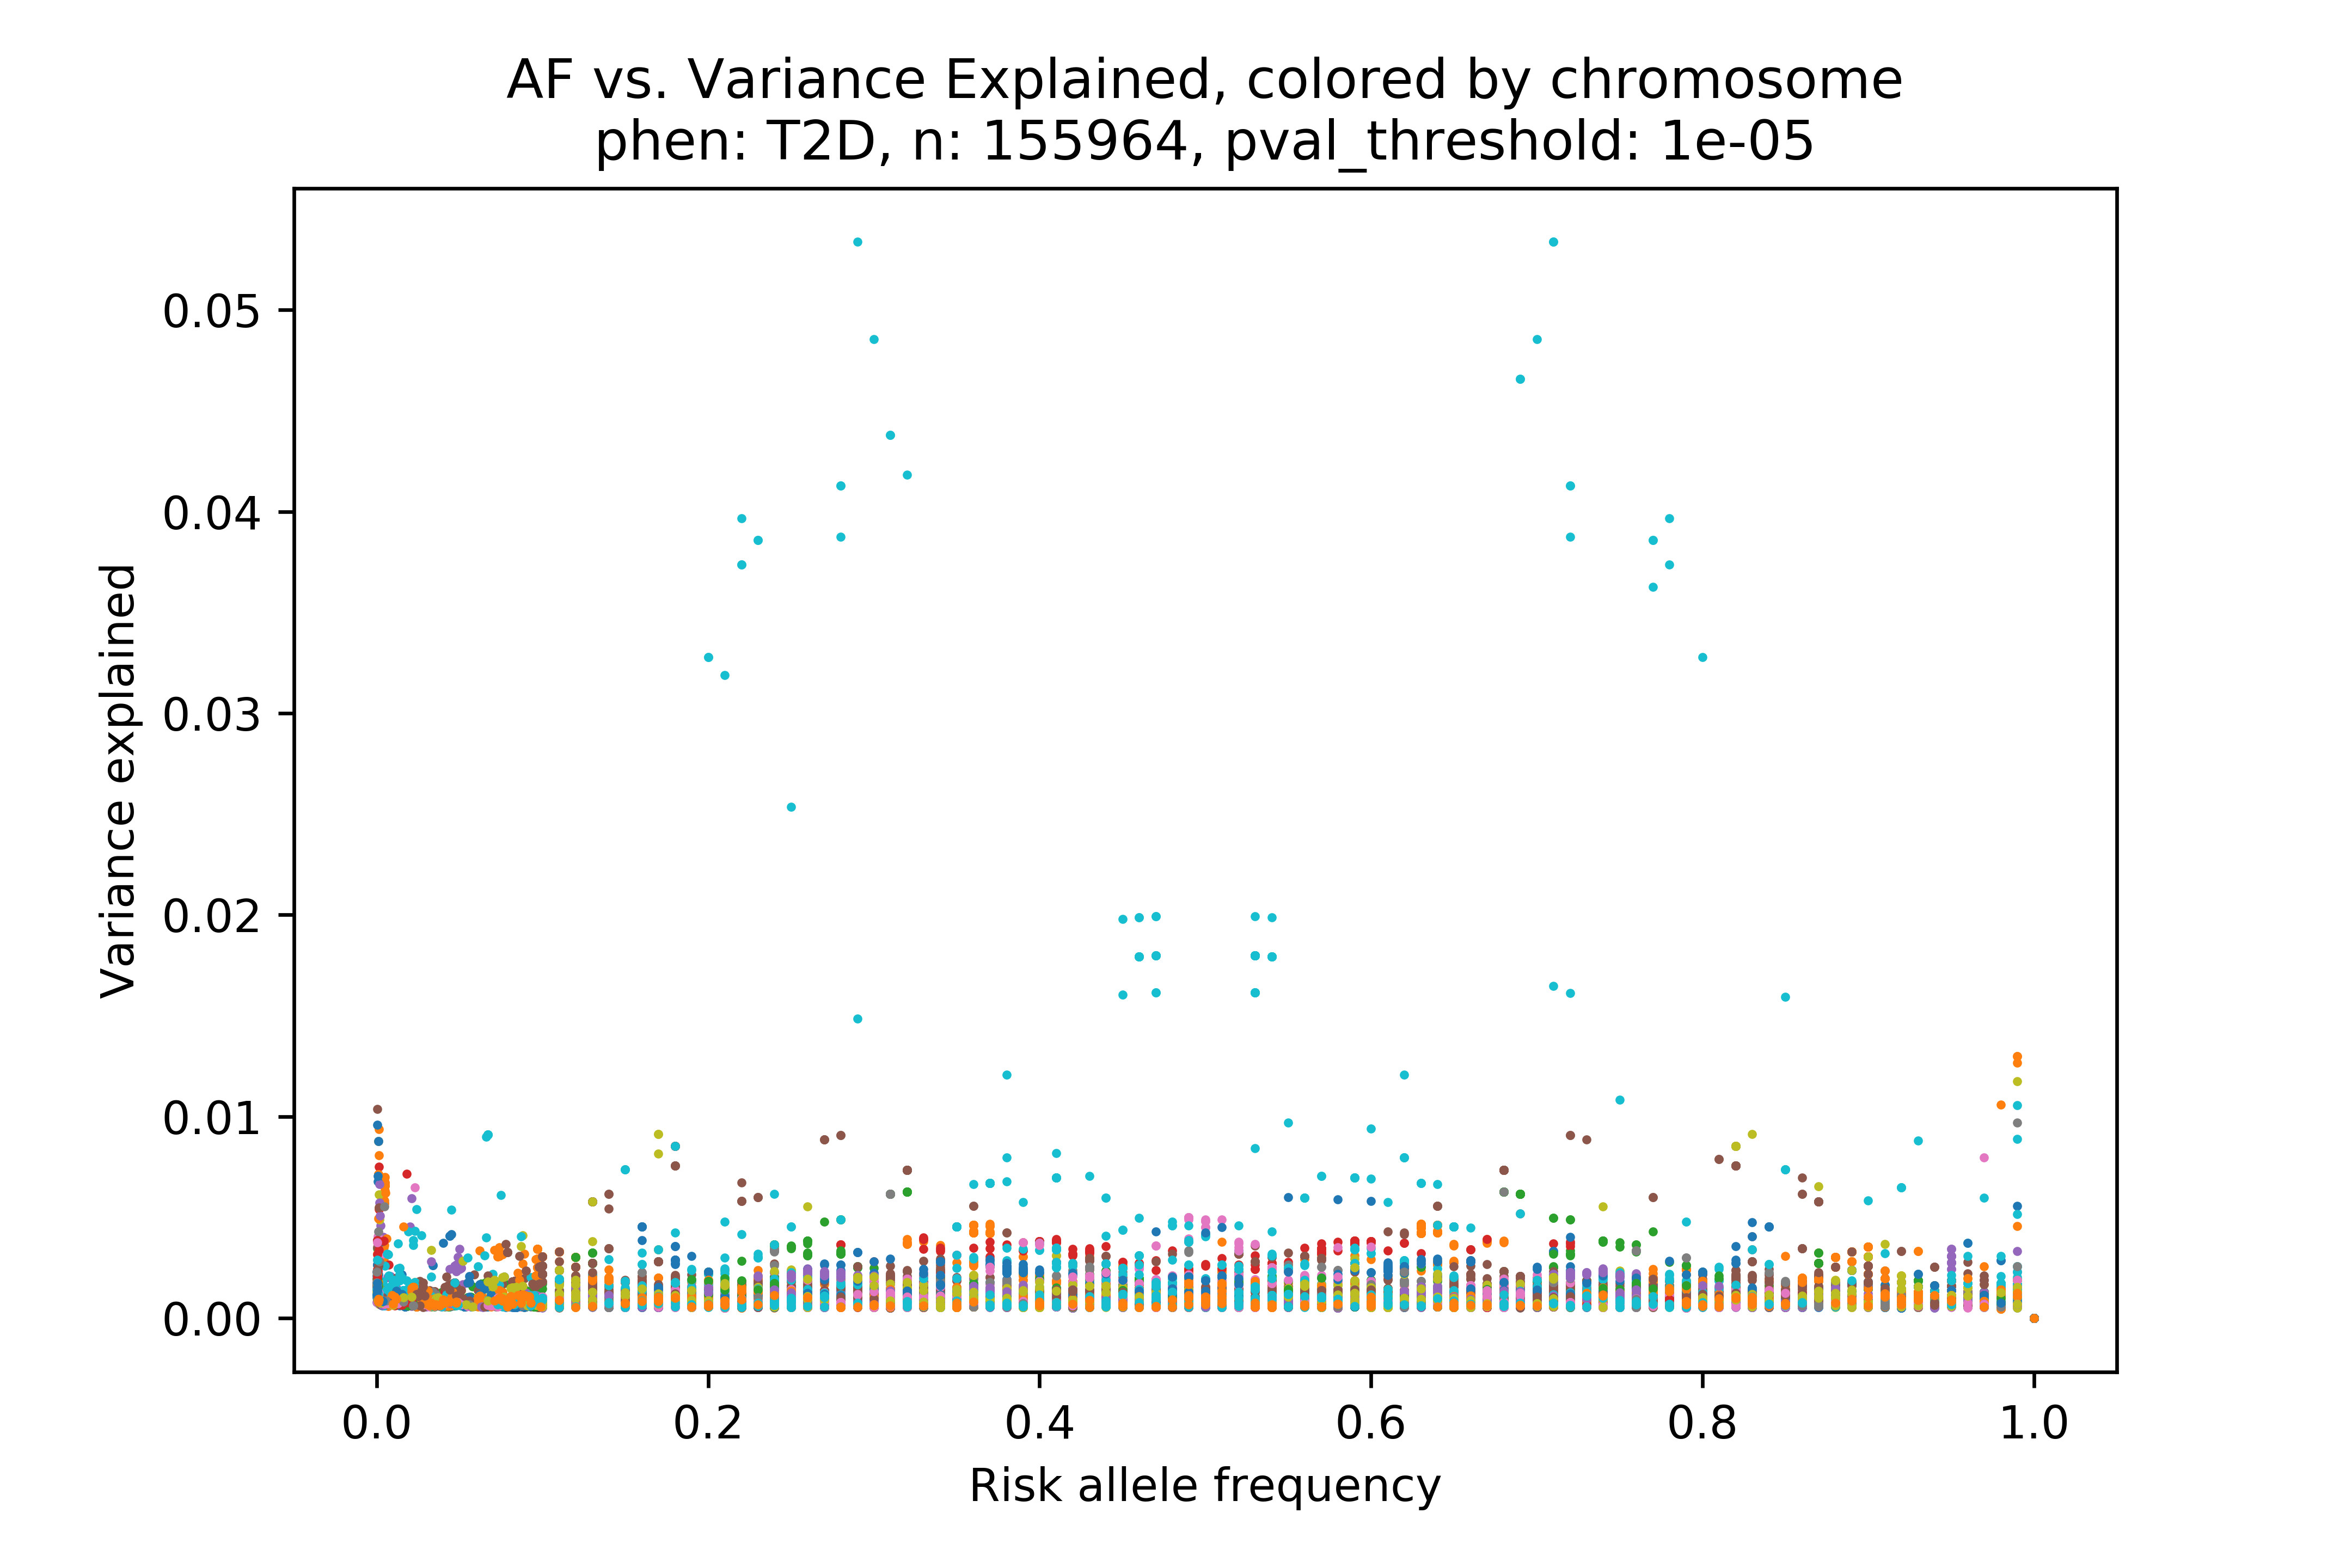 AF vs. Variance Explained, colored by chromosome
phen: T2D, n: 155964, pval_threshold: 1e-05
0.05
0.04
0.03
0.02
0.01
0.00
Variance explained
0.0 0.2 0.4 0.6 0.8 1.0
Risk allele frequency